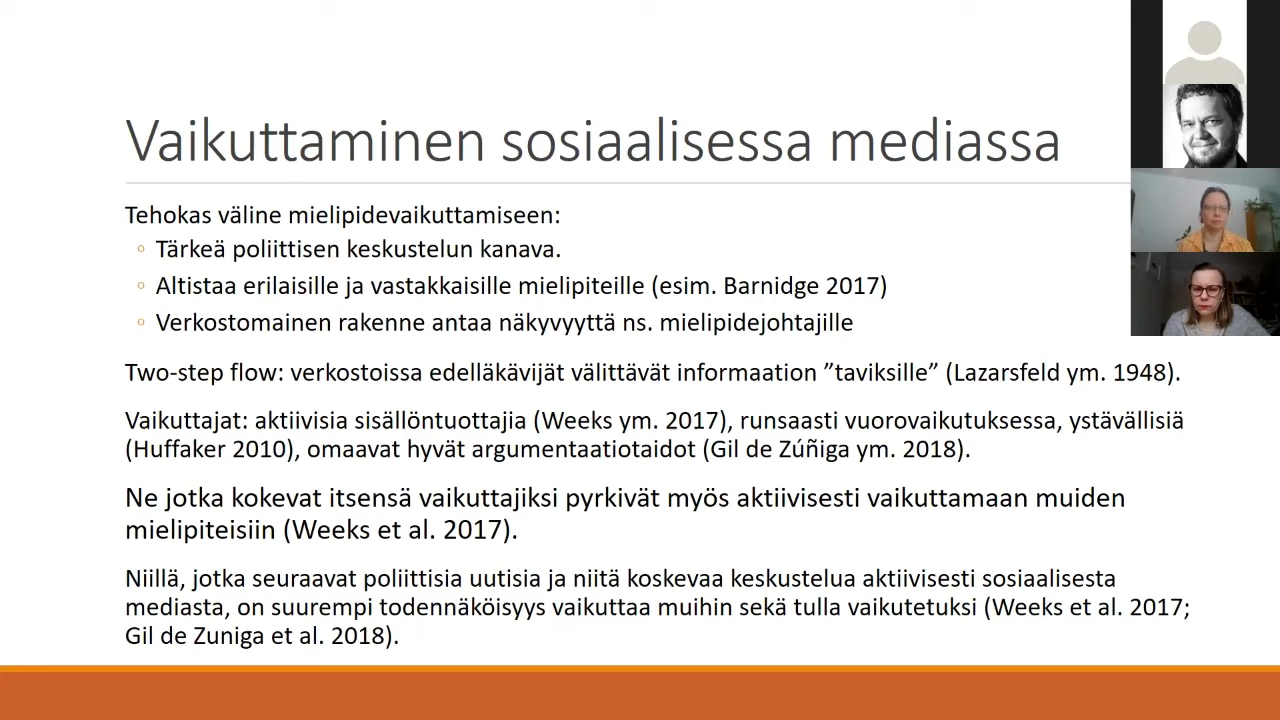 Vaikuttaminen sosiaalisessa mediassa
Tehokas väline mielipidevaikuttamiseen:
◦ Tärkeä poliittisen keskustelun kanava.
◦ Altistaa erilaisille ja vastakkaisille mielipiteille (esim. Barnidge 2017)
◦ Verkostomainen rakenne antaa näkyvyyttä ns. mielipidejohtajille
Two-step flow: verkostoissa edelläkävijät välittävät informaation ”taviksille” (Lazarsfeld ym. 1948).
Vaikuttajat: aktiivisia sisällöntuottajia (Weeks ym. 2017), runsaasti vuorovaikutuksessa, ystävällisiä
(Huffaker 2010), omaavat hyvät argumentaatiotaidot (Gil de Zúñiga ym. 2018).
Ne jotka kokevat itsensä vaikuttajiksi pyrkivät myös aktiivisesti vaikuttamaan muiden
mielipiteisiin (Weeks et al. 2017).
Niillä, jotka seuraavat poliittisia uutisia ja niitä koskevaa keskustelua aktiivisesti sosiaalisesta
mediasta, on suurempi todennäköisyys vaikuttaa muihin sekä tulla vaikutetuksi (Weeks et al. 2017;
Gil de Zuniga et al. 2018).